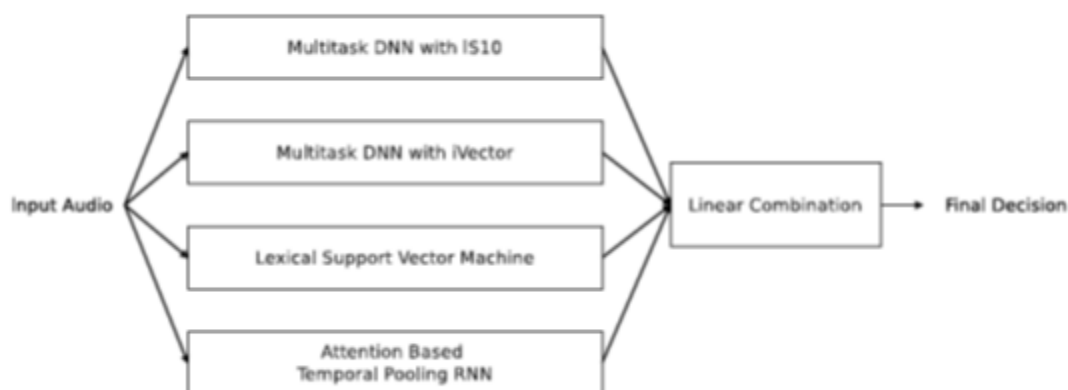 Multitask DNN with IS10
Multitask DNN with iVector
Input Audio
Linear Combination
Final Decision
Lexical Support Vector Machine
Attention Based
Temporal Pooling RNN